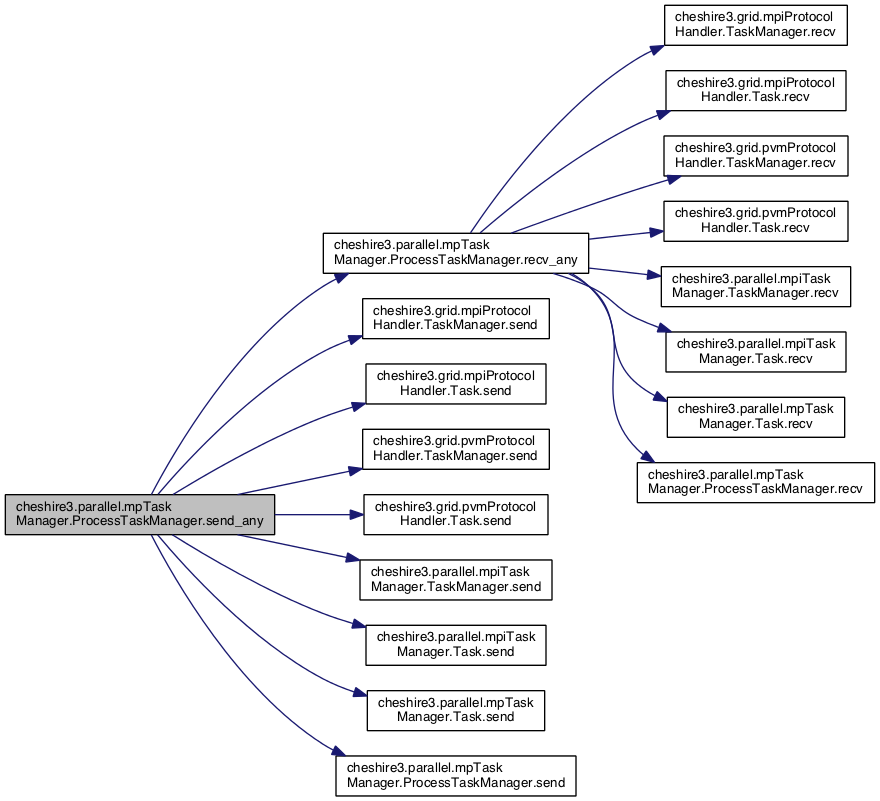 cheshire3.grid.mpiProtocol
Handler.TaskManager.recv
cheshire3.grid.mpiProtocol
Handler.Task.recv
cheshire3.grid.pvmProtocol
Handler.TaskManager.recv
cheshire3.grid.pvmProtocol
Handler.Task.recv
cheshire3.parallel.mpTask
Manager.ProcessTaskManager.recv_any
cheshire3.parallel.mpiTask
Manager.TaskManager.recv
cheshire3.grid.mpiProtocol
Handler.TaskManager.send
cheshire3.parallel.mpiTask
Manager.Task.recv
cheshire3.grid.mpiProtocol
Handler.Task.send
cheshire3.parallel.mpTask
Manager.Task.recv
cheshire3.grid.pvmProtocol
Handler.TaskManager.send
cheshire3.parallel.mpTask
Manager.ProcessTaskManager.recv
cheshire3.parallel.mpTask
Manager.ProcessTaskManager.send_any
cheshire3.grid.pvmProtocol
Handler.Task.send
cheshire3.parallel.mpiTask
Manager.TaskManager.send
cheshire3.parallel.mpiTask
Manager.Task.send
cheshire3.parallel.mpTask
Manager.Task.send
cheshire3.parallel.mpTask
Manager.ProcessTaskManager.send